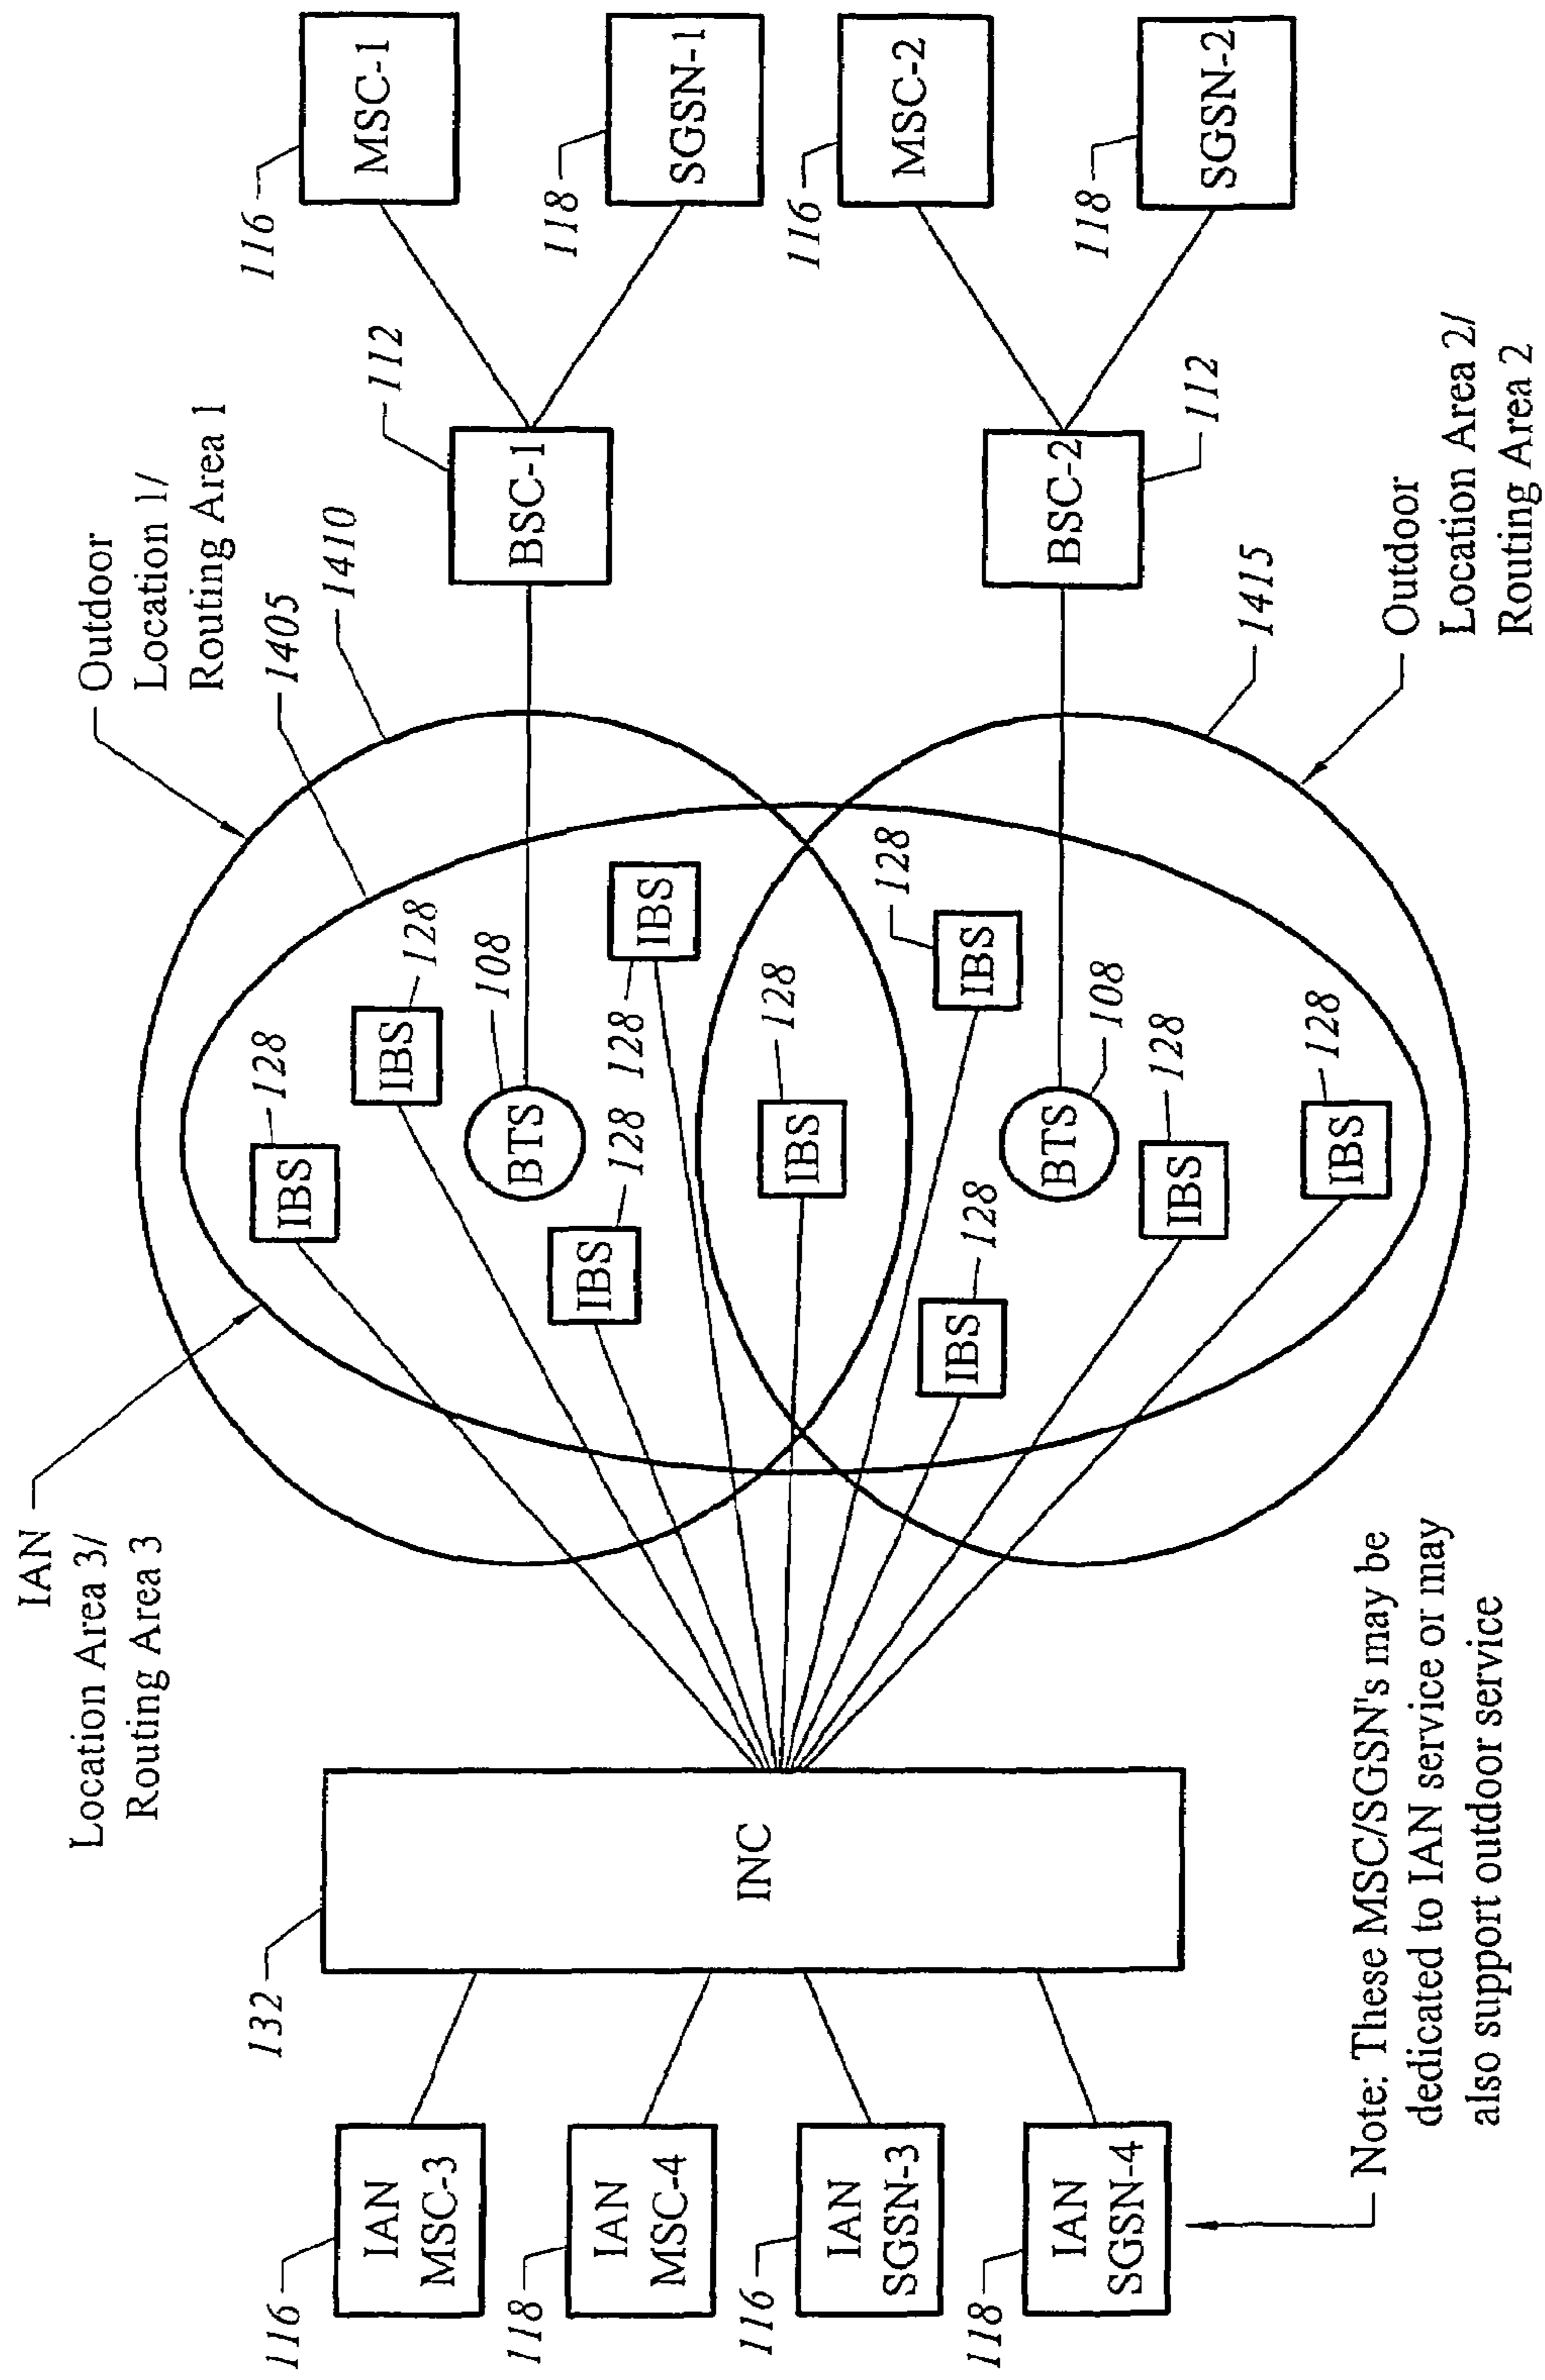 IAN
Location Area 3/
Routing Area 3
Outdoor
Location 1/
Routing Area 1
1405
1410
116
IAN
MSC-3
118
IAN
MSC-4
116
IAN
SGSN-3
118
IAN
SGSN-4
132
INC
128
IBS
128
IBS
128
IBS
128
IBS
108
BTS
128
IBS
128
IBS
128
IBS
108
BTS
128
IBS
128
IBS
112
BSC-1
112
BSC-2
116
MSC-1
118
SGSN-1
116
MSC-2
118
SGSN-2
1415
Outdoor
Location Area 2/
Routing Area 2
Note: These MSC/SGSN's may be
dedicated to IAN service or may
also support outdoor service